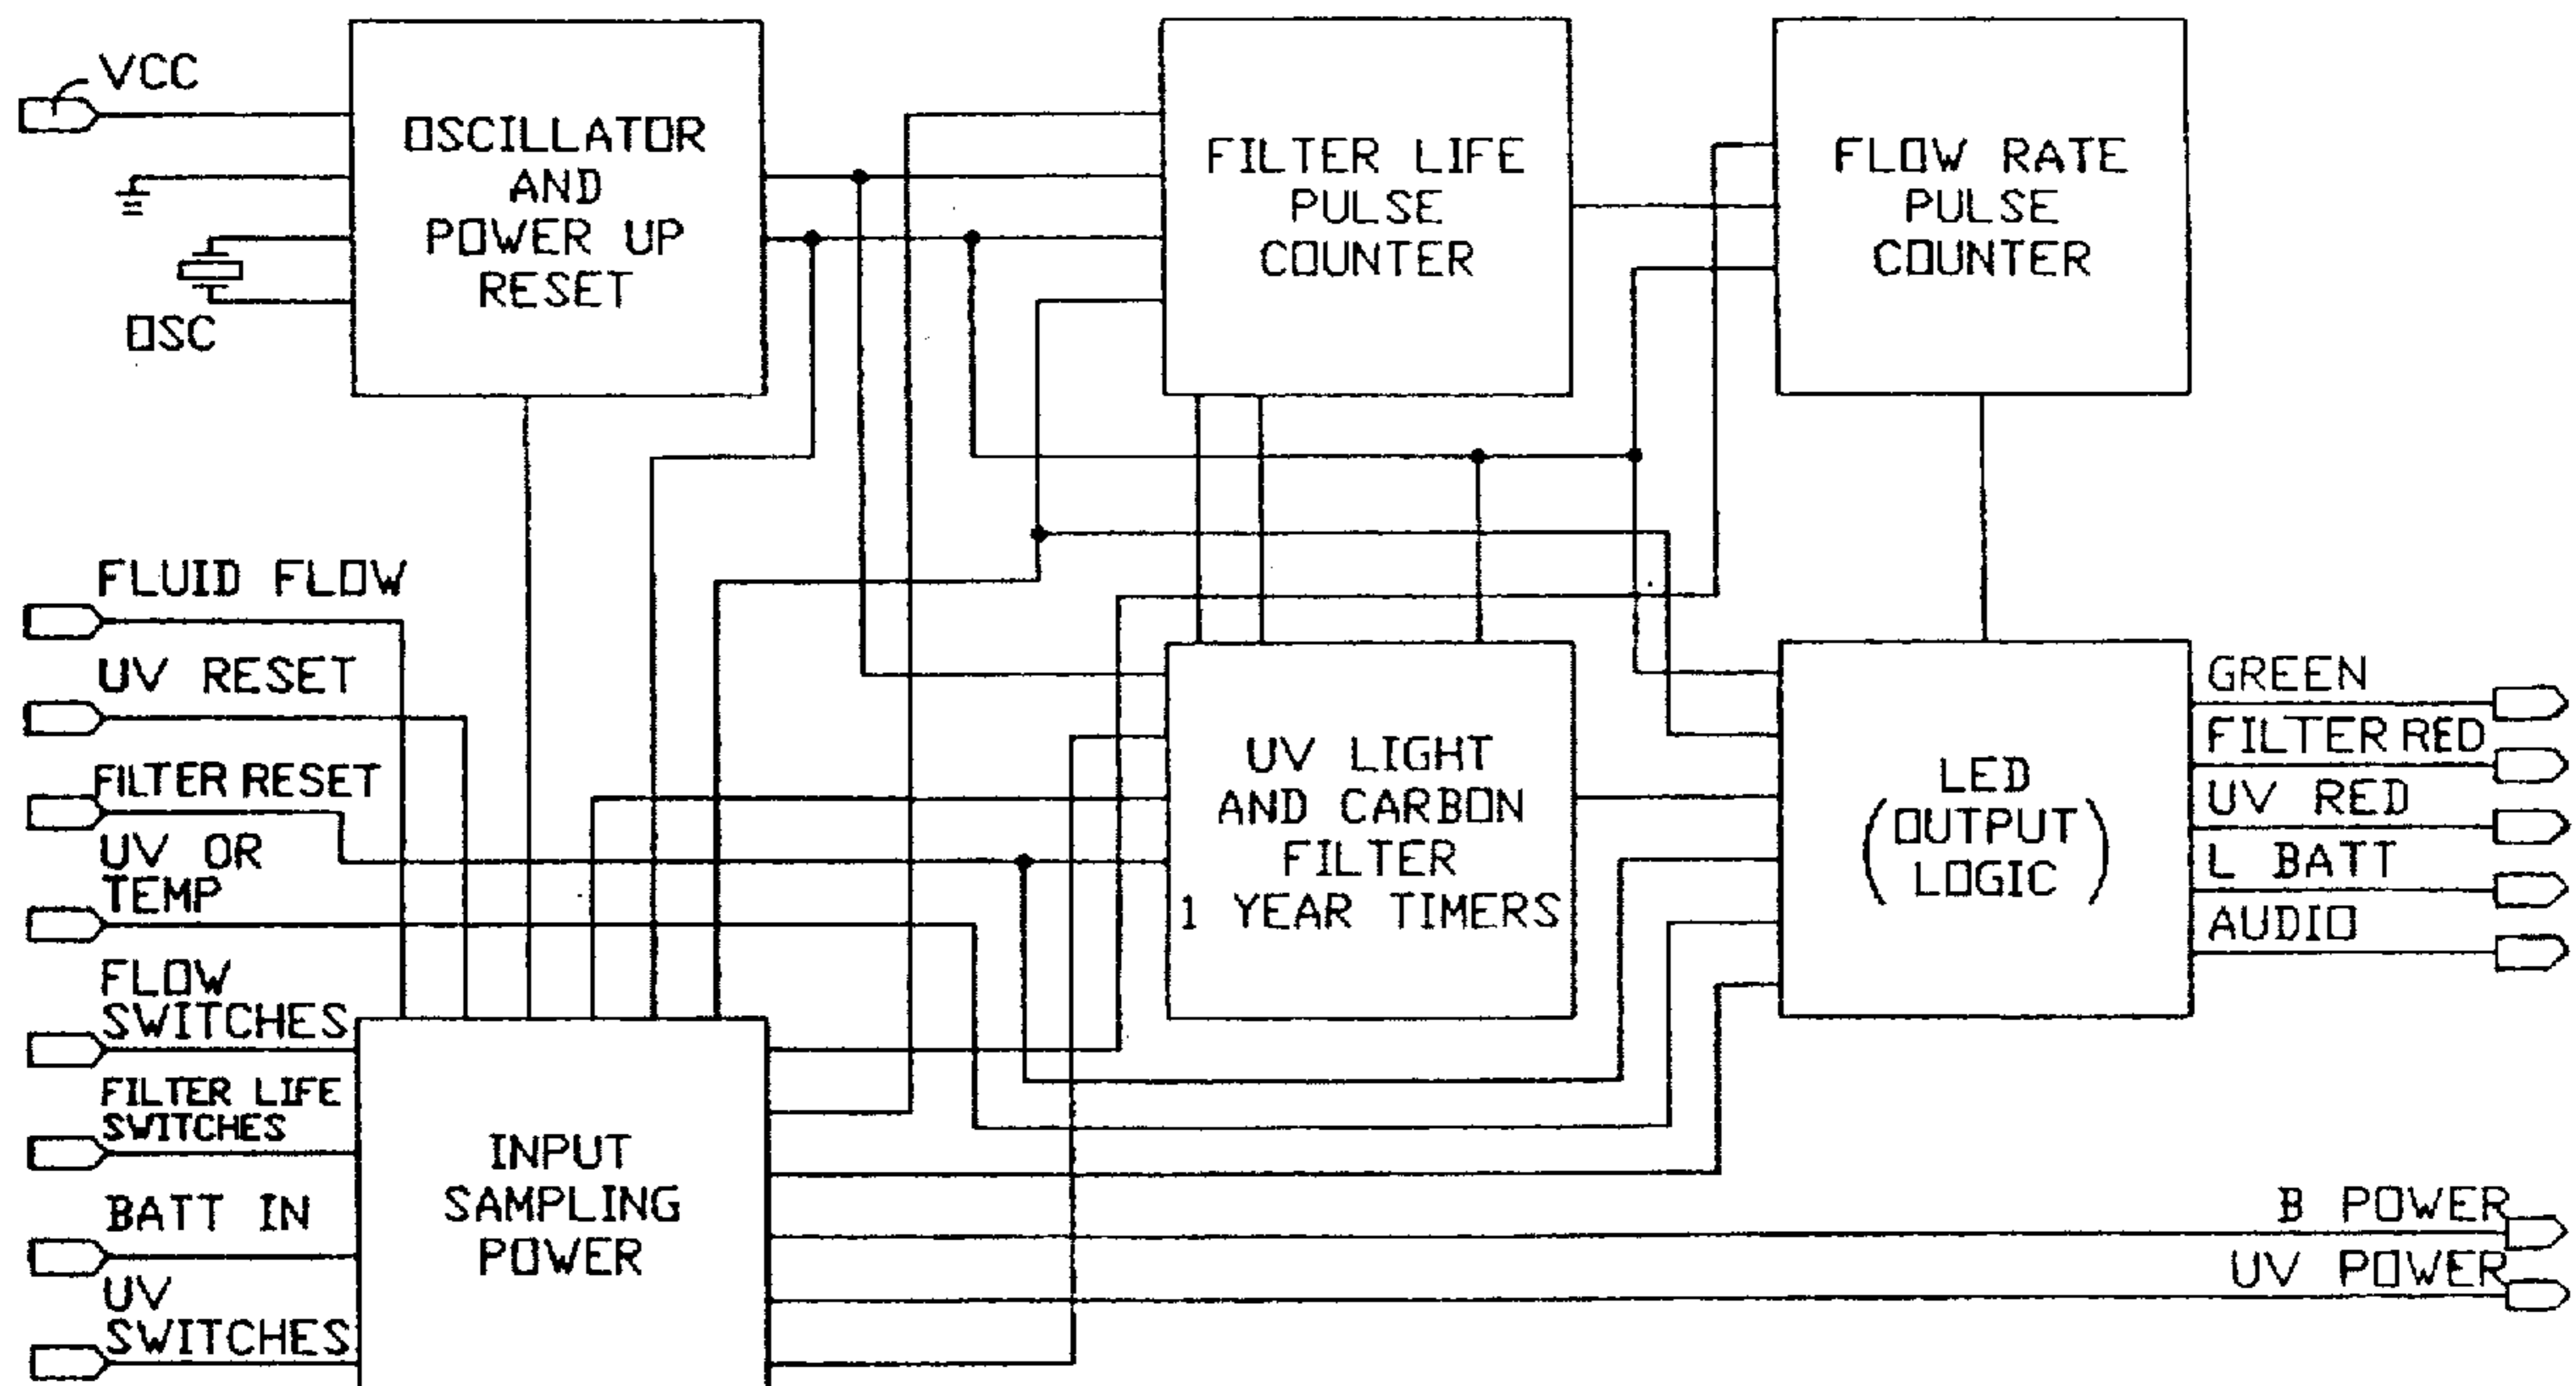 VCC
OSCILLATOR
AND
POWER UP
RESET
OSC
FILTER LIFE
PULSE
COUNTER
FLOW RATE
PULSE
COUNTER
FLUID FLOW
UV RESET
FILTER RESET
UV OR
TEMP
FLOW
SWITCHES
FILTER LIFE
SWITCHES
BATT IN
UV
SWITCHES
INPUT
SAMPLING
POWER
UV LIGHT
AND CARBON
FILTER
1 YEAR TIMERS
LED
(OUTPUT)
LOGIC
GREEN
FILTER RED
UV RED
L BATT
AUDIO
B POWER
UV POWER